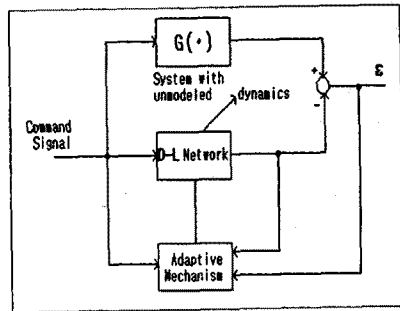 G(·)
+
ε
-
System with
unmodeled
dynamics
Command
Signal
D-L Network
Adaptive
Mechanism